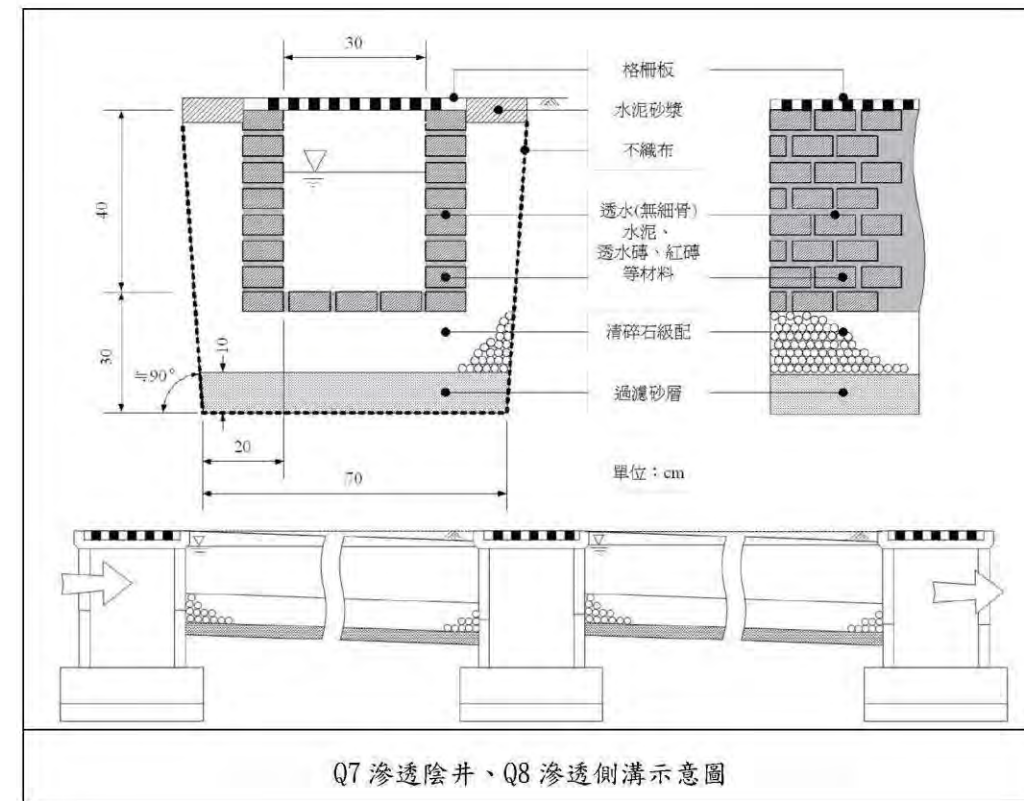 30
格柵板
水泥砂漿
不織布
40
透水(無細骨)
水泥、
透水磚、紅磚
等材料
清碎石級配
10
30
≒90°
過濾砂層
20
70
單位：cm
Q7 滲透陰井、Q8 滲透側溝示意圖